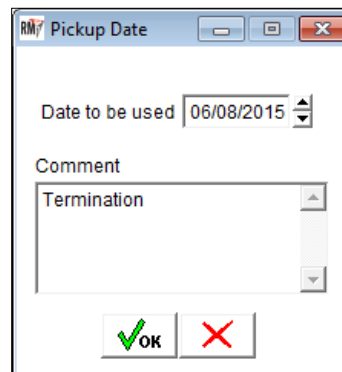 RM Pickup Date
Date to be used 06/08/2015
Comment
Termination
OK